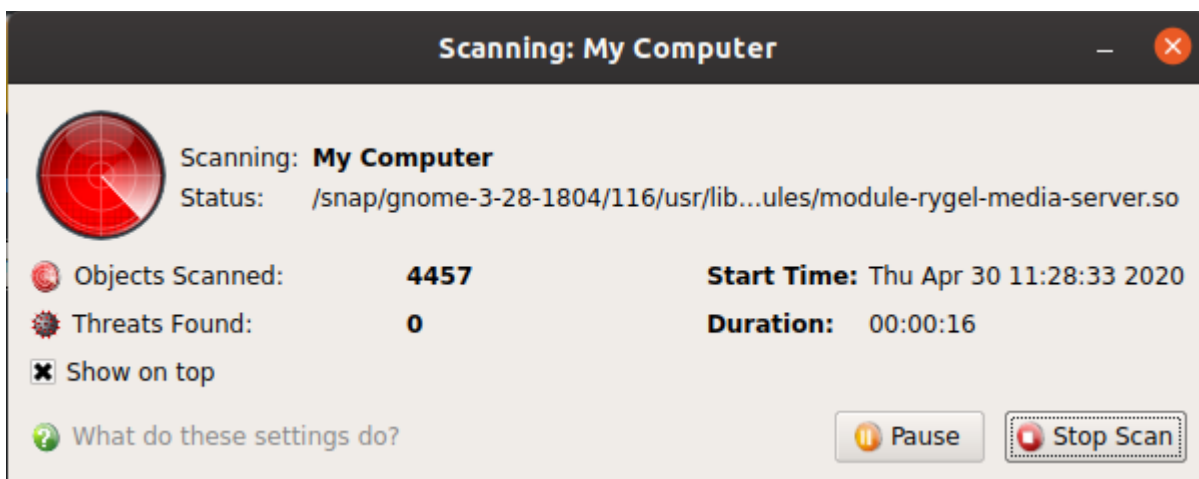 Scanning: My Computer
Scanning: My Computer
Status: /snap/gnome-3-28-1804/116/usr/lib...ules/module-rygel-media-server.so
Objects Scanned: 4457 Start Time: Thu Apr 30 11:28:33 2020
Threats Found: 0 Duration: 00:00:16
Show on top
What do these settings do? Pause Stop Scan